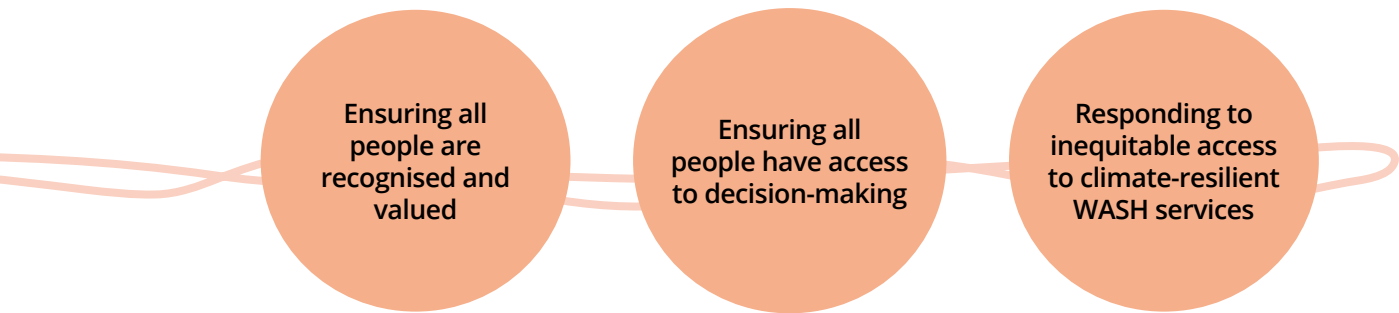 Ensuring all
people are
recognised and
valued
Ensuring all
people have access
to decision-making
Responding to
inequitable access
to climate-resilient
WASH services